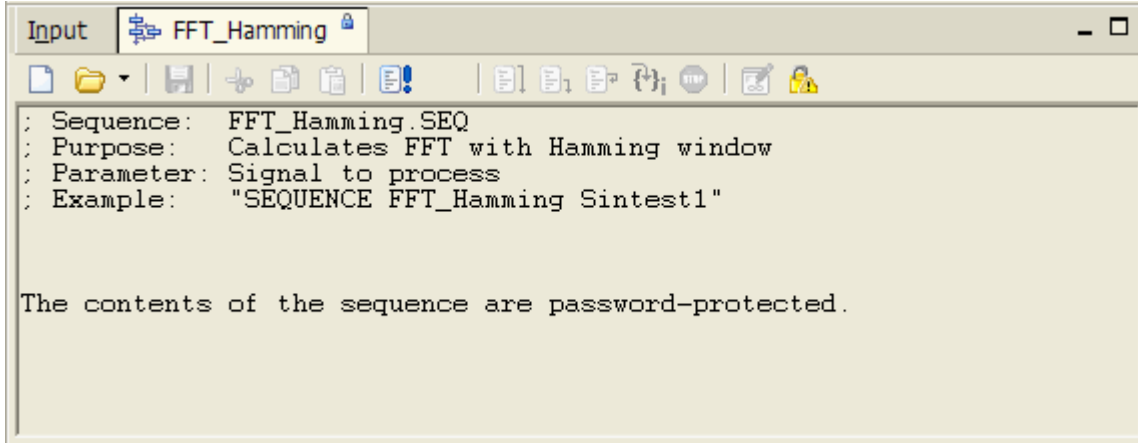 Input FFT_Hamming
; Sequence: FFT_Hamming.SEQ
; Purpose: Calculates FFT with Hamming window
; Parameter: Signal to process
; Example: "SEQUENCE FFT_Hamming Sintest1"
The contents of the sequence are password-protected.